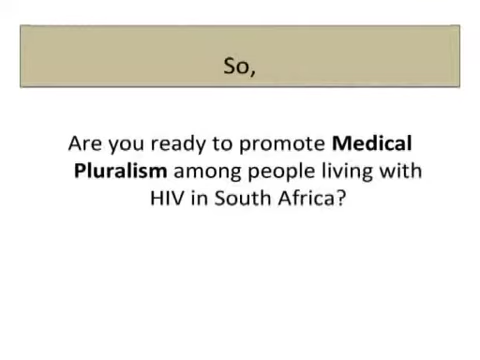 So,
Are you ready to promote Medical
Pluralism among people living with
HIV in South Africa?